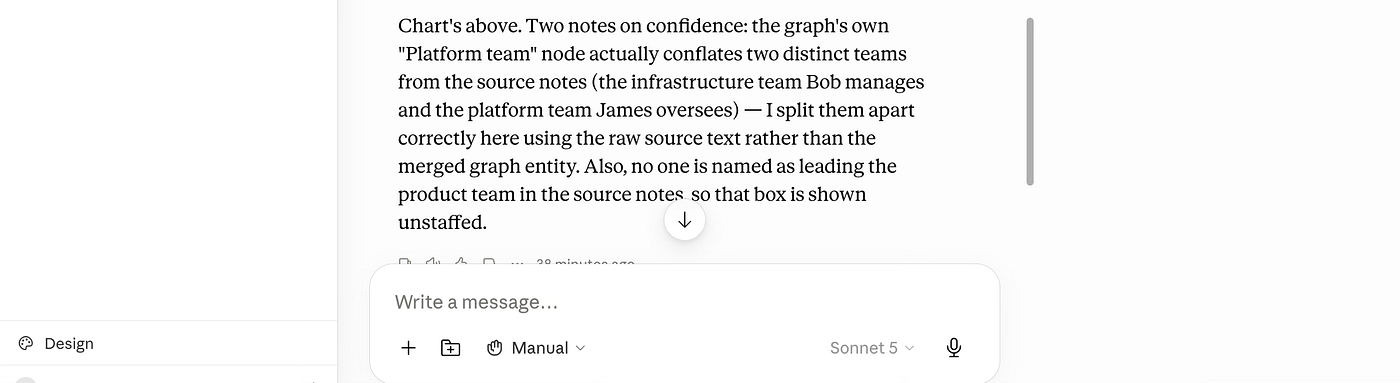 Chart's above. Two notes on confidence: the graph's own
"Platform team" node actually conflates two distinct teams
from the source notes (the infrastructure team Bob manages
and the platform team James oversees) — I split them apart
correctly here using the raw source text rather than the
merged graph entity. Also, no one is named as leading the
product team in the source notes, so that box is shown
unstaffed.
38 minutes ago
Write a message…
Design
Manual
Sonnet 5